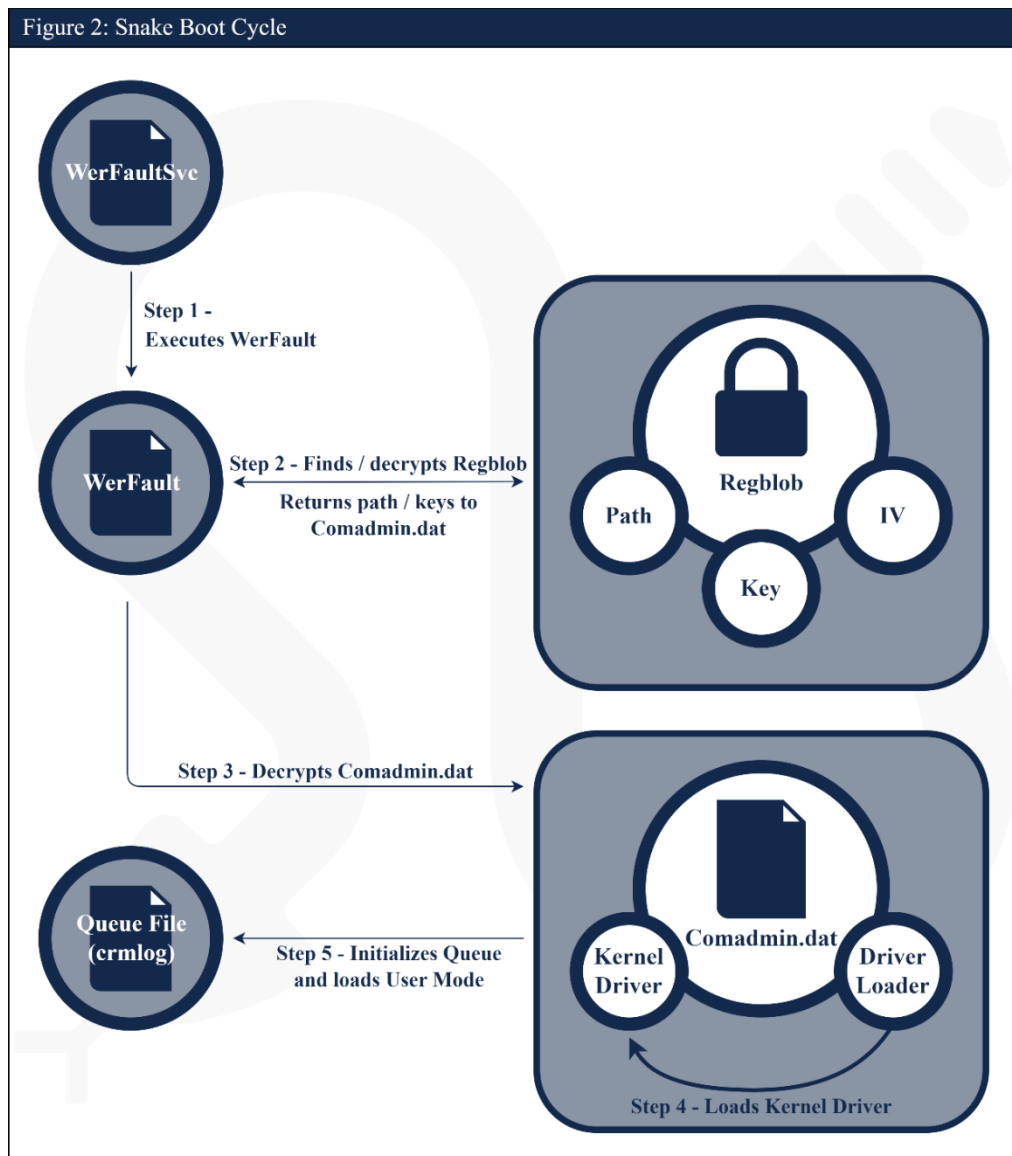 Figure 2: Snake Boot Cycle
WerFaultSvc
Step 1 -
Executes WerFault
WerFault
Step 2 - Finds / decrypts Regblob
Returns path / keys to
Comadmin.dat
Regblob
Path
IV
Key
Step 3 - Decrypts Comadmin.dat
Queue File
(crmlog)
Step 5 - Initializes Queue
and loads User Mode
Comadmin.dat
Kernel
Driver
Driver
Loader
Step 4 - Loads Kernel Driver